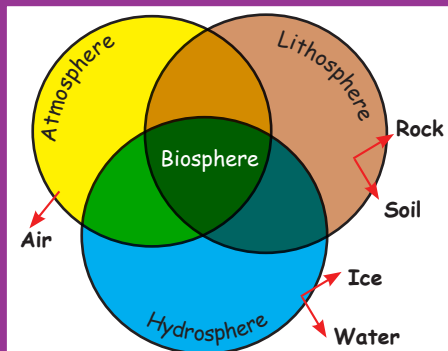 Atmosphere
Lithosphere
Biosphere
Rock
Soil
Air
Ice
Hydrosphere
Water